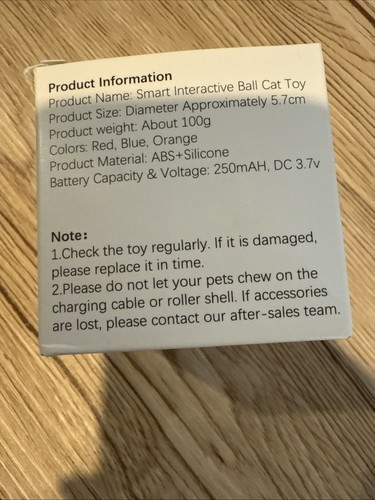 Product Information
Product Name: Smart Interactive Ball Cat Toy
Product Size: Diameter Approximately 5.7cm
Product weight: About 100g
Colors: Red, Blue, Orange
Product Material: ABS+Silicone
Battery Capacity & Voltage: 250mAH, DC 3.7v
Note:
1.Check the toy regularly. If it is damaged,
please replace it in time.
2.Please do not let your pets chew on the
charging cable or roller shell. If accessories
are lost, please contact our after-sales team.